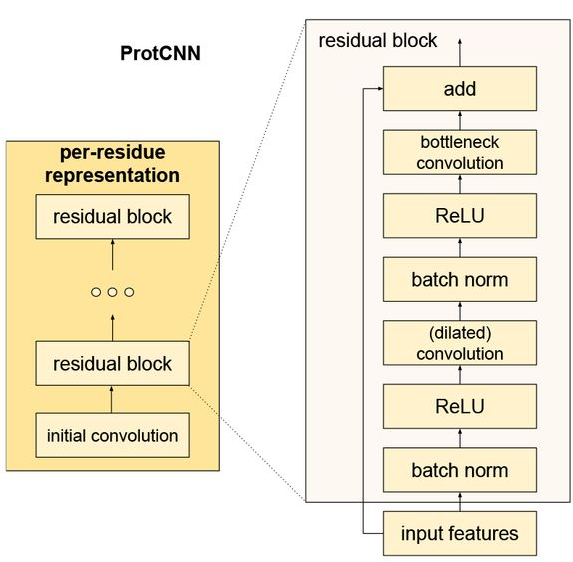 ProtCNN
per-residue
representation
residual block
residual block
initial convolution
residual block
add
bottleneck
convolution
ReLU
batch norm
(dilated)
convolution
ReLU
batch norm
input features